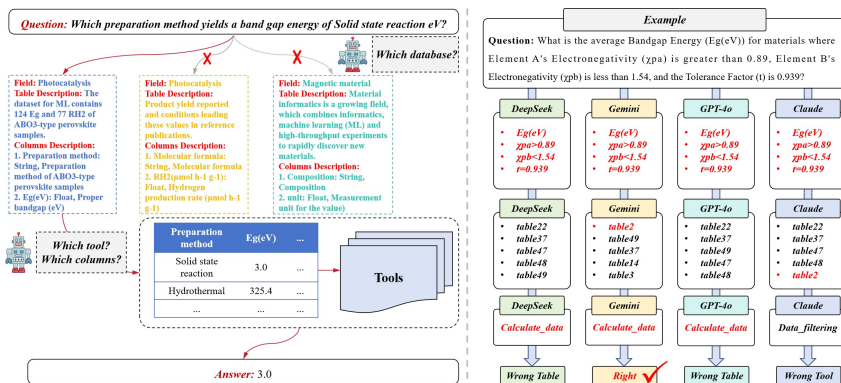 Question: Which preparation method yields a band gap energy of Solid state reaction eV?
Which database?
Field: Photocatalysis
Table Description: The
dataset for ML contains
124 Eg and 77 RH2 of
ABO3-type perovskite
samples.
Columns Description:
1. Preparation method:
String, Preparation
method of ABO3-type
perovskite samples
2. Eg(eV): Float, Proper
bandgap (eV)
Field: Photocatalysis
Table Description:
Product yield reported
and conditions leading
these values in reference
publications.
Columns Description:
1. Molecular formula:
String, Molecular formula
2. RH2(μmol h-1 g-1):
Float, Hydrogen
production rate (μmol h-1
g-1)
Field: Magnetic material
Table Description: Material
informatics is a growing field,
which combines informatics,
machine learning (ML) and
high-throughput experiments
to rapidly discover new
materials.
Columns Description:
1. Composition: String,
Composition
2. unit: Float, Measurement
unit for the value)
Which tool?
Which columns?
Preparation
method Eg(eV) ...
Solid state
reaction 3.0 ...
Hydrothermal 325.4 ...
... ... ...
Tools
Answer: 3.0
Example
Question: What is the average Bandgap Energy (Eg(eV)) for materials where
Element A's Electronegativity (χpa) is greater than 0.89, Element B's
Electronegativity (χpb) is less than 1.54, and the Tolerance Factor (t) is 0.939?
DeepSeek Gemini GPT-4o Claude
• Eg(eV) • Eg(eV) • Eg(eV) • Eg(eV)
• χpa>0.89 • χpa>0.89 • χpa>0.89 • χpa>0.89
• χpb<1.54 • χpb<1.54 • χpb<1.54 • χpb<1.54
• t=0.939 • t=0.939 • t=0.939 • t=0.939
DeepSeek Gemini GPT-4o Claude
• table22 • table2 • table22 • table22
• table37 • table49 • table37 • table37
• table47 • table37 • table49 • table47
• table48 • table14 • table47 • table48
• table49 • table3 • table48 • table2
DeepSeek Gemini GPT-4o Claude
Calculate_data Calculate_data Calculate_data Data_filtering
Wrong Table Right Wrong Table Wrong Tool